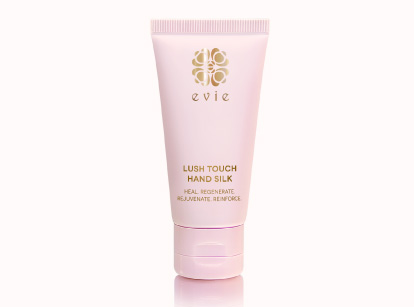 evie
LUSH TOUCH
HAND SILK
HEAL. REGENERATE.
REJUVENATE. REINFORCE.